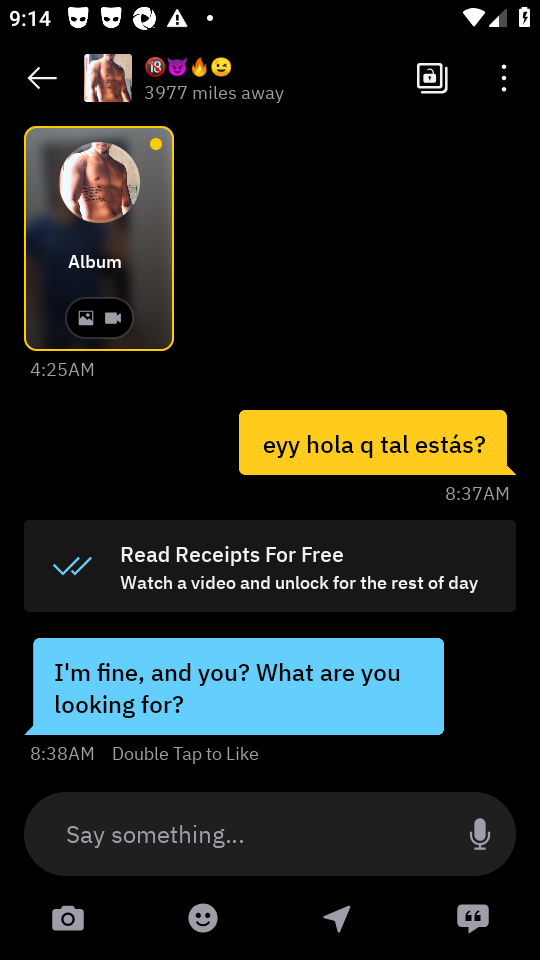 9:14
🔞😈🔥😉
3977 miles away
Album
4:25AM
eyy hola q tal estás?
8:37AM
Read Receipts For Free
Watch a video and unlock for the rest of day
I'm fine, and you? What are you
looking for?
8:38AM Double Tap to Like
Say something...